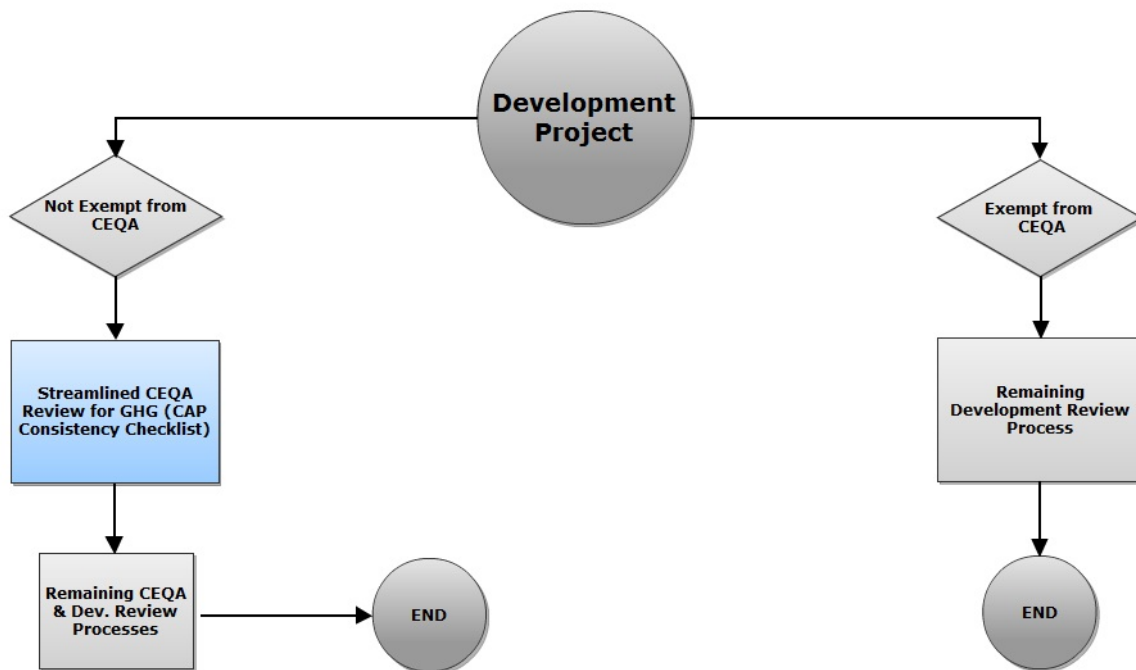 Development
Project
Not Exempt from
CEQA
Exempt from
CEQA
Streamlined CEQA
Review for GHG (CAP
Consistency Checklist)
Remaining
Development Review
Process
Remaining CEQA
& Dev. Review
Processes
END
END